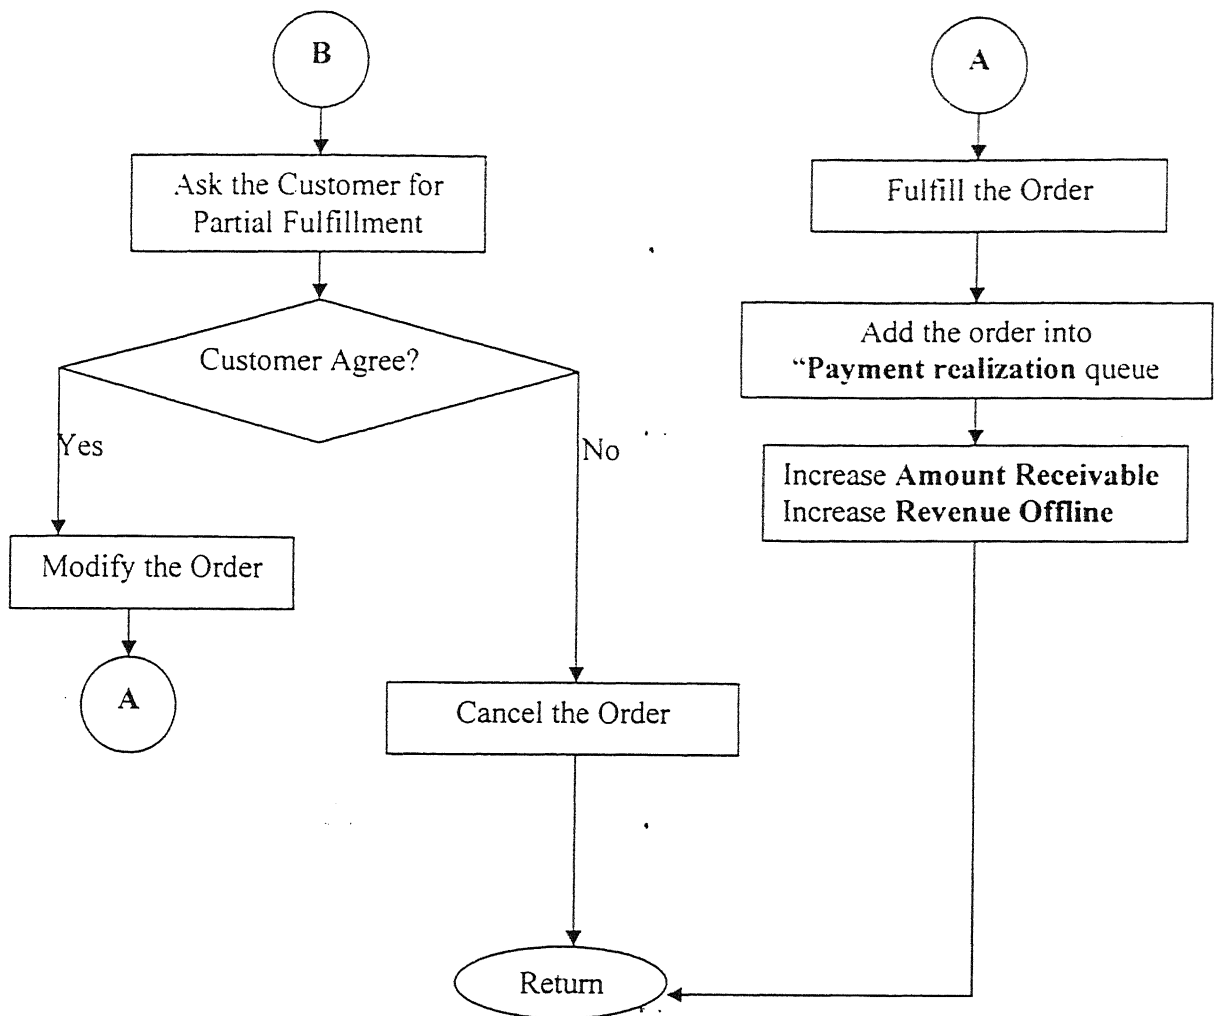 B
Ask the Customer for
Partial Fulfillment
Customer Agree?
Yes
No
Modify the Order
A
Cancel the Order
Return
A
Fulfill the Order
Add the order into
“Payment realization queue
Increase Amount Receivable
Increase Revenue Offline